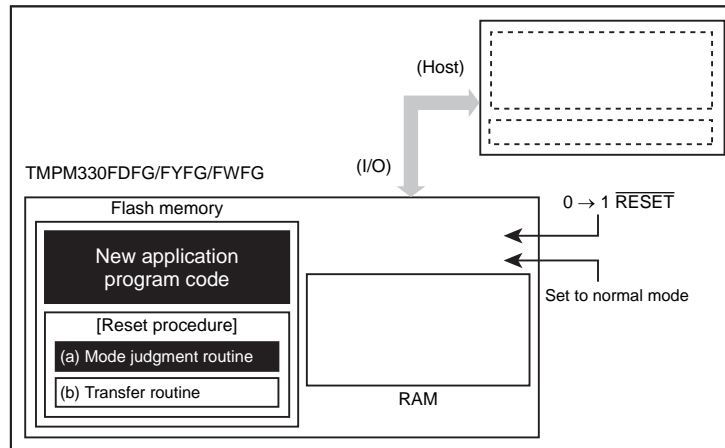 (Host)
(I/O)
TMPM330FDFG/FYFG/FWFG
Flash memory
0 → 1 RESET
New application
program code
Set to normal mode
[Reset procedure]
(a) Mode judgment routine
(b) Transfer routine
RAM